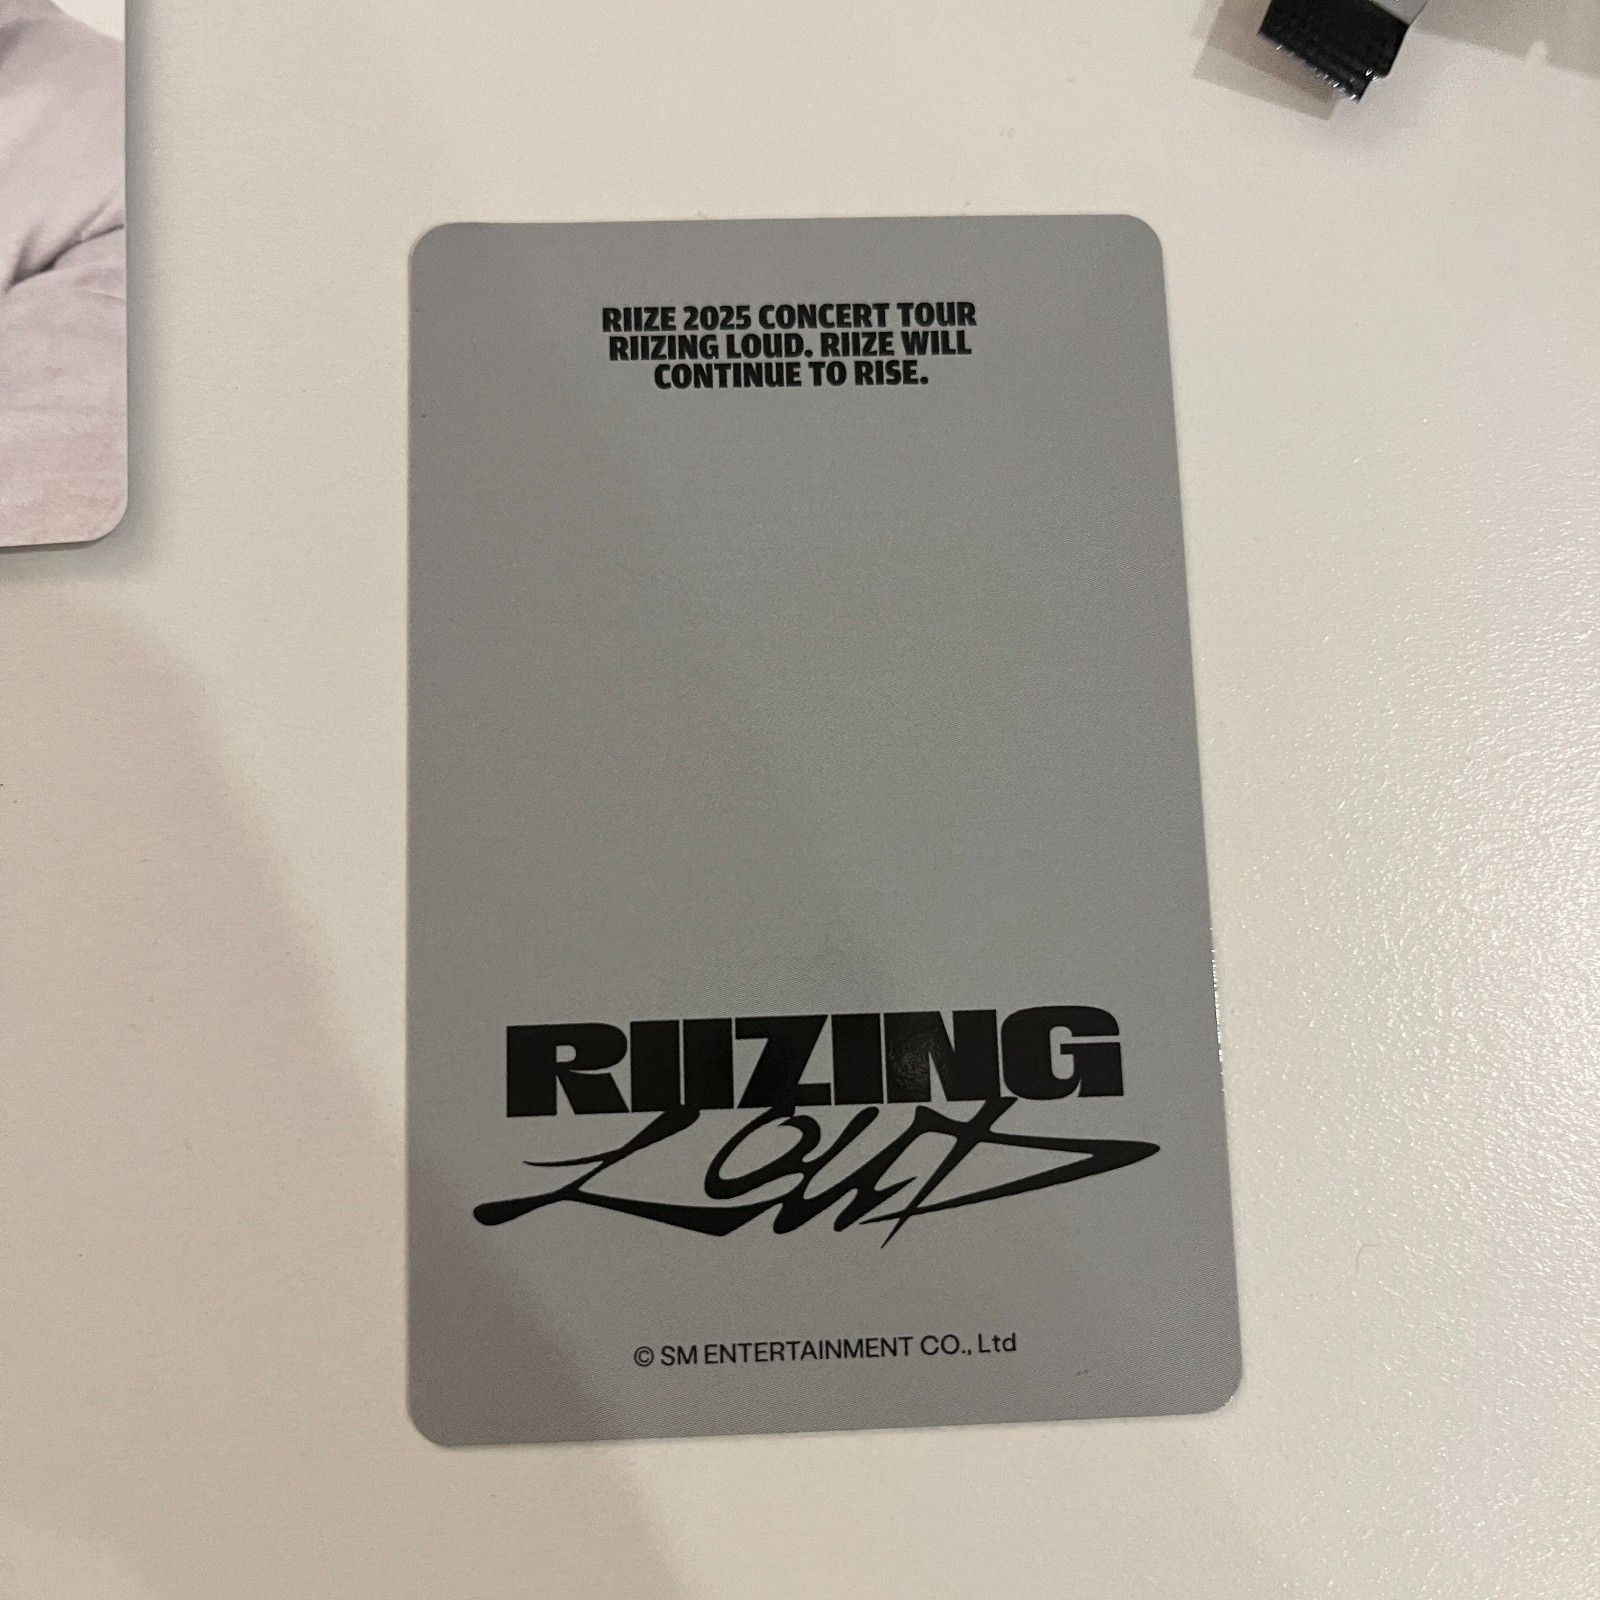 RIIZE 2025 CONCERT TOUR
RIIZING LOUD. RIIZE WILL
CONTINUE TO RISE.
RIIZING
LOUD
© SM ENTERTAINMENT CO., Ltd